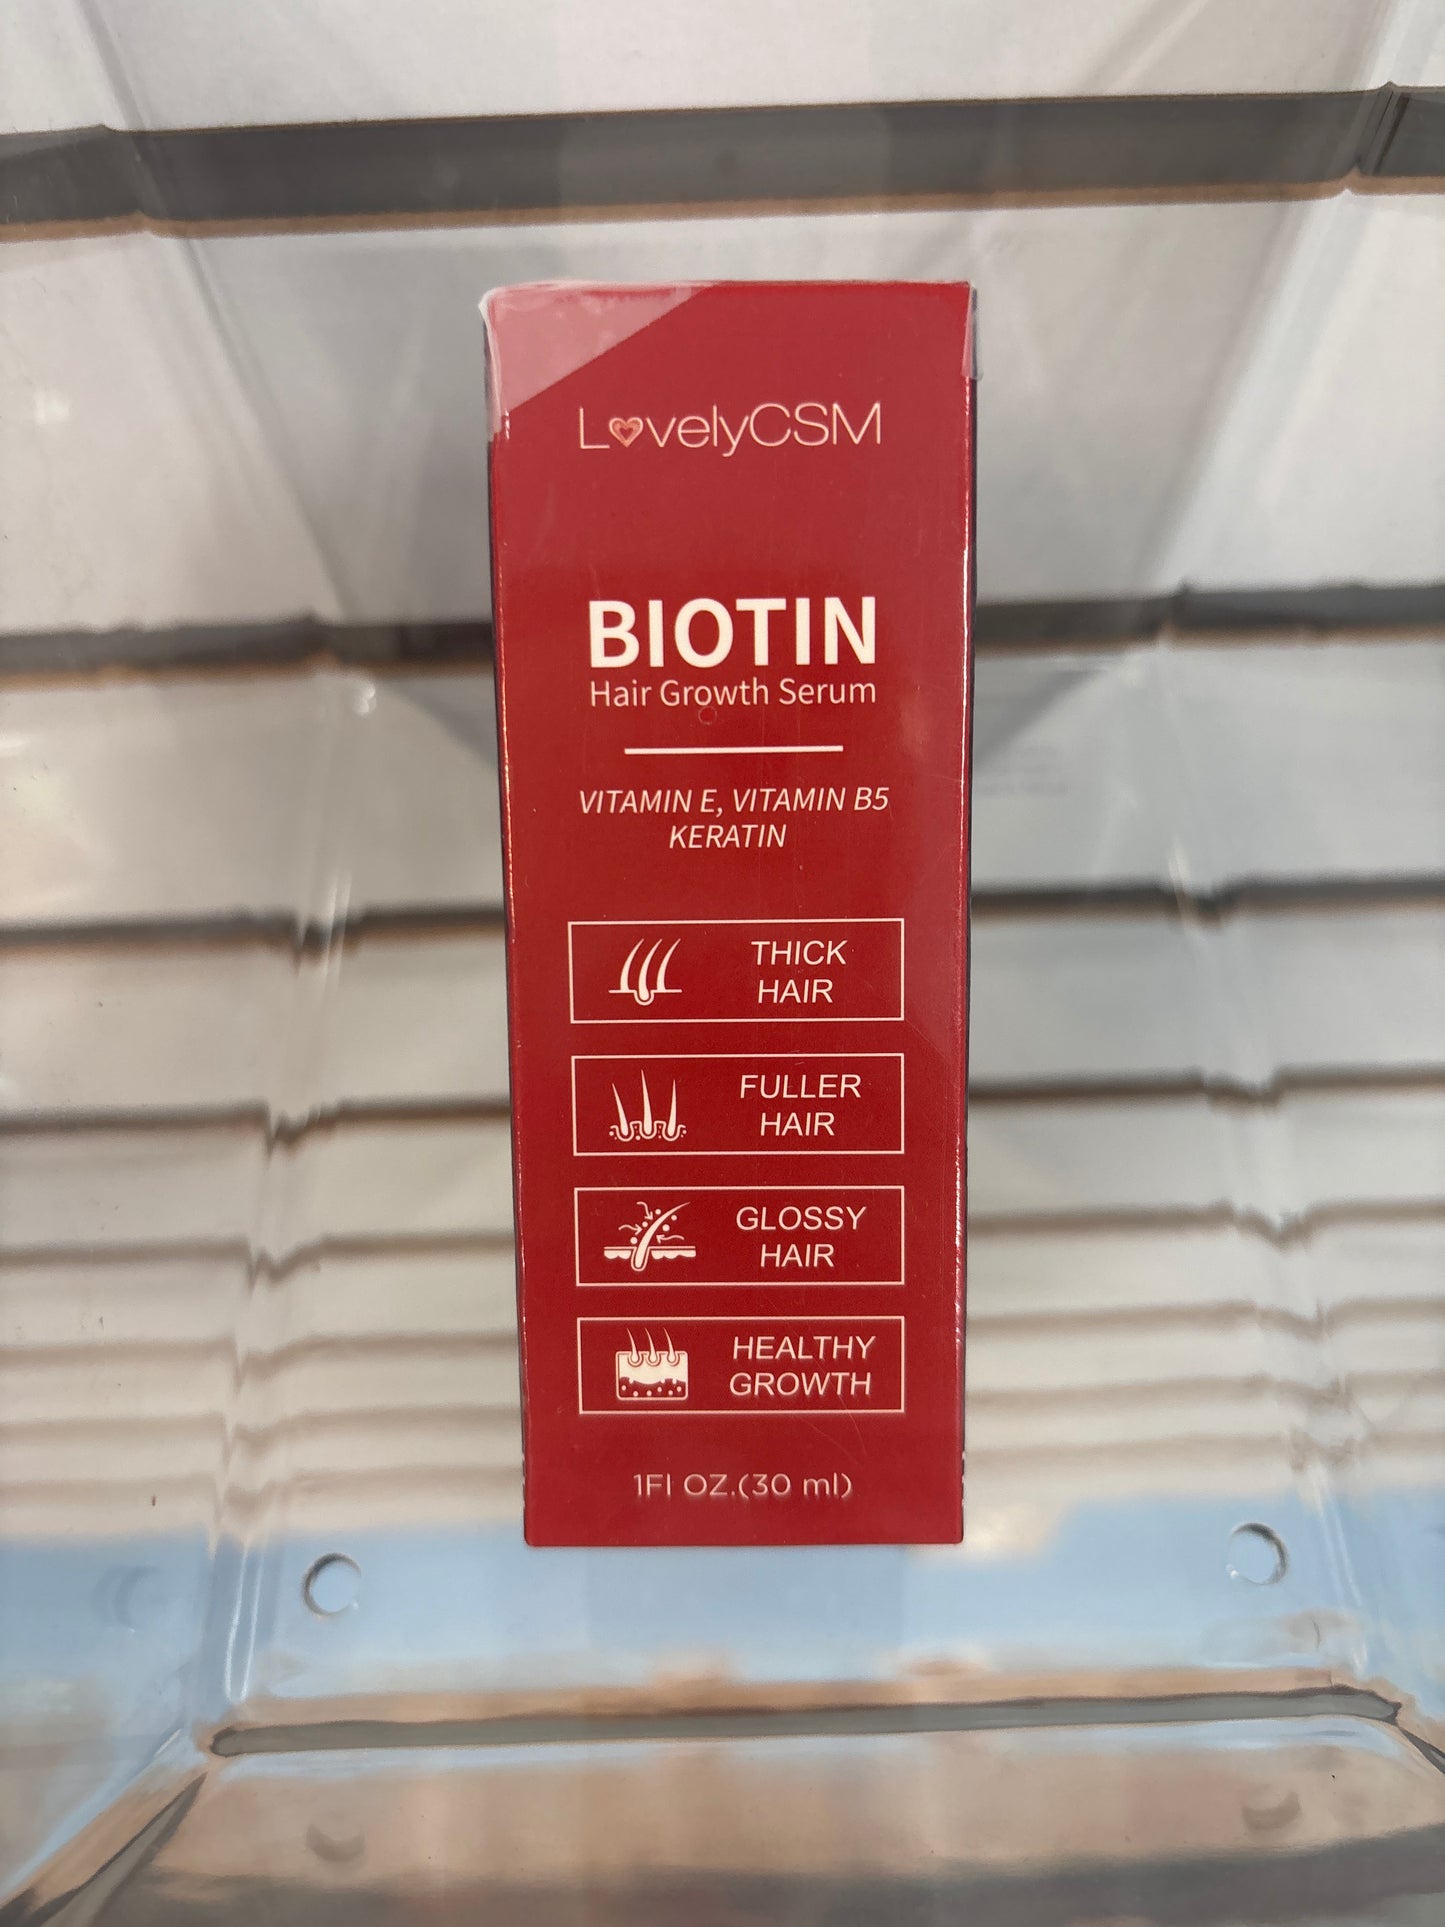 LovelyCSM
BIOTIN
Hair Growth Serum
VITAMIN E, VITAMIN B5
KERATIN
THICK
HAIR
FULLER
HAIR
GLOSSY
HAIR
HEALTHY
GROWTH
1Fl OZ.(30 ml)